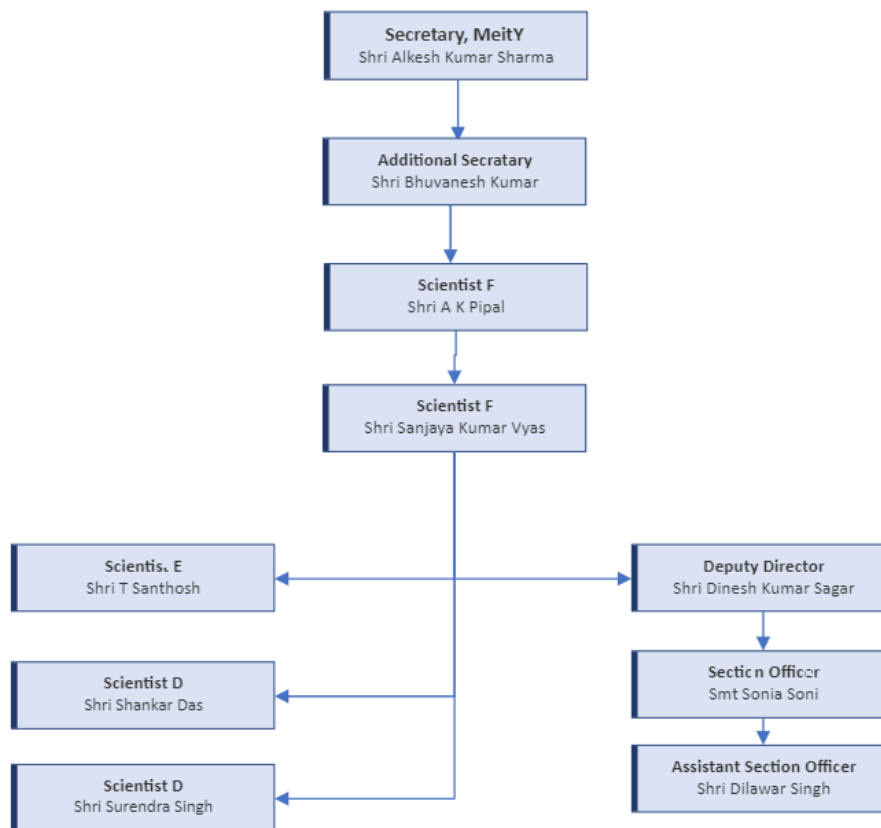 Secretary, MeitY
Shri Alkesh Kumar Sharma
Additional Secratary
Shri Bhuvanesh Kumar
Scientist F
Shri A K Pipal
Scientist F
Shri Sanjaya Kumar Vyas
Scientist E
Shri T Santhosh
Deputy Director
Shri Dinesh Kumar Sagar
Scientist D
Shri Shankar Das
Section Officer
Smt Sonia Soni
Scientist D
Shri Surendra Singh
Assistant Section Officer
Shri Dilawar Singh